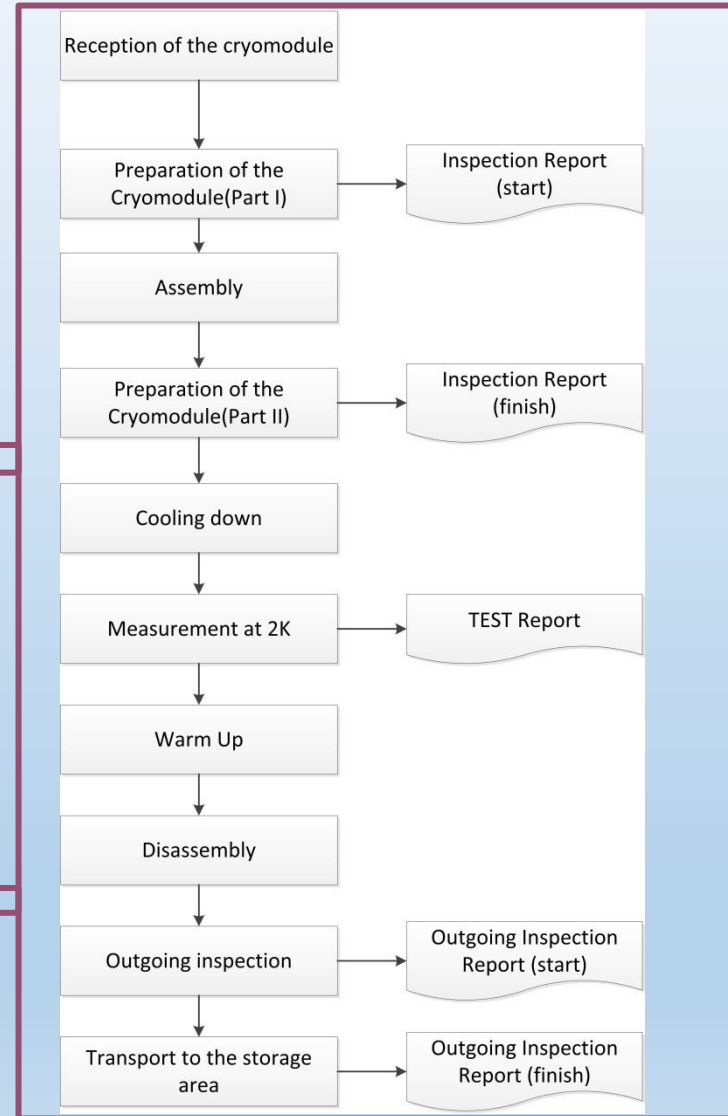 Reception of the cryomodule
Preparation of the
Cryomodule(Part I)
Inspection Report
(start)
Assembly
Preparation of the
Cryomodule(Part II)
Inspection Report
(finish)
Cooling down
Measurement at 2K
TEST Report
Warm Up
Disassembly
Outgoing inspection
Outgoing Inspection
Report (start)
Transport to the storage
area
Outgoing Inspection
Report (finish)